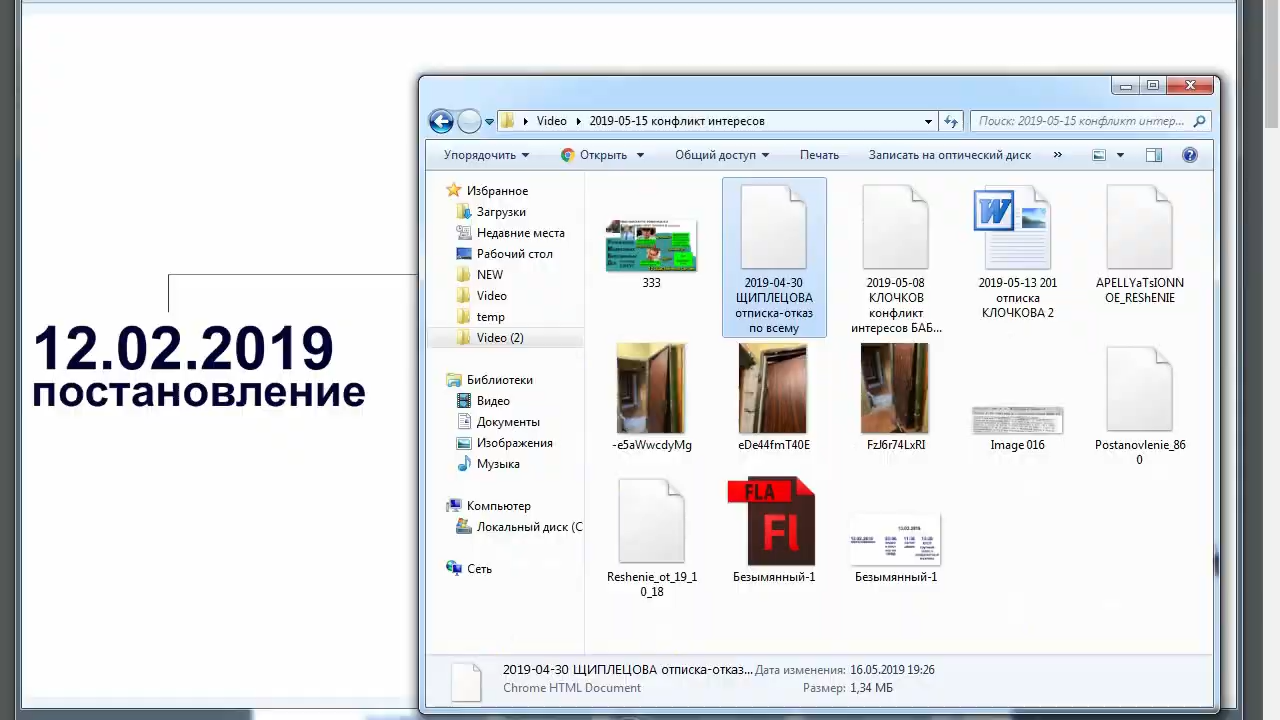 12.02.2019
постановление
Video
2019-05-15 конфликт интересов
Поиск: 2019-05-15 конфликт интер...
Упорядочить
Открыть
Общий доступ
Печать
Записать на оптический диск
»
Избранное
Загрузки
Недавние места
Рабочий стол
NEW
Video
temp
Video (2)
Библиотеки
Видео
Документы
Изображения
Музыка
Компьютер
Локальный диск (C
Сеть
333
2019-04-30
ЩИПЛЕЦОВА
отписка-отказ
по всему
2019-05-08
КЛОЧКОВ
конфликт
интересов БАБ...
2019-05-13 201
отписка
КЛОЧКОВА 2
APELLYaTsIONN
OE_REShENIE
-e5aWwcdyMg
eDe44fmT40E
FzJ6r74LxRI
Image 016
Postanovlenie_86
0
Reshenie_ot_19_1
0_18
FLA
Fl
Безымянный-1
12.02.2019
Безымянный-1
2019-04-30 ЩИПЛЕЦОВА отписка-отказ...
Дата изменения: 16.05.2019 19:26
Chrome HTML Document
Размер: 1,34 МБ